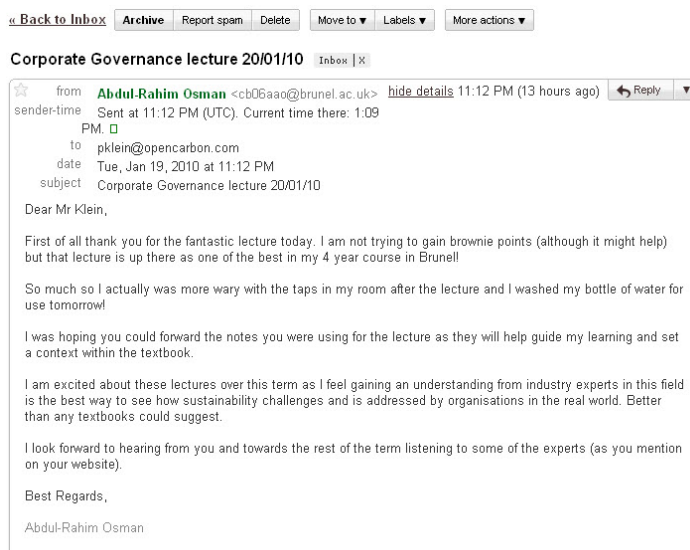 « Back to Inbox Archive Report spam Delete Move to ▼ Labels ▼ More actions ▼
Corporate Governance lecture 20/01/10 Inbox | X
from Abdul-Rahim Osman <cb06aao@brunel.ac.uk> hide details 11:12 PM (13 hours ago) Reply ▼
sender-time Sent at 11:12 PM (UTC). Current time there: 1:09
PM.
to pklein@opencarbon.com
date Tue, Jan 19, 2010 at 11:12 PM
subject Corporate Governance lecture 20/01/10
Dear Mr Klein,
First of all thank you for the fantastic lecture today. I am not trying to gain brownie points (although it might help)
but that lecture is up there as one of the best in my 4 year course in Brunel!
So much so I actually was more wary with the taps in my room after the lecture and I washed my bottle of water for
use tomorrow!
I was hoping you could forward the notes you were using for the lecture as they will help guide my learning and set
a context within the textbook.
I am excited about these lectures over this term as I feel gaining an understanding from industry experts in this field
is the best way to see how sustainability challenges and is addressed by organisations in the real world. Better
than any textbooks could suggest.
I look forward to hearing from you and towards the rest of the term listening to some of the experts (as you mention
on your website).
Best Regards,
Abdul-Rahim Osman